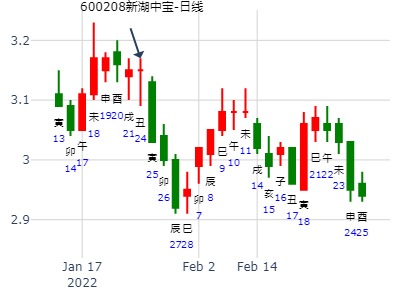 600208新湖中宝-日线
3.2
3.1
3
2.9
寅
13
卯
14
午
17
未
18
申酉
1920
戌
21
丑
24
寅
25
卯
26
辰巳
2728
卯
7
辰
8
巳
9
午
10
未
11
戌
14
亥
15
子
16
丑
17
寅
18
巳午
2122
未
23
申酉
2425
Jan 17
2022
Feb 2
Feb 14